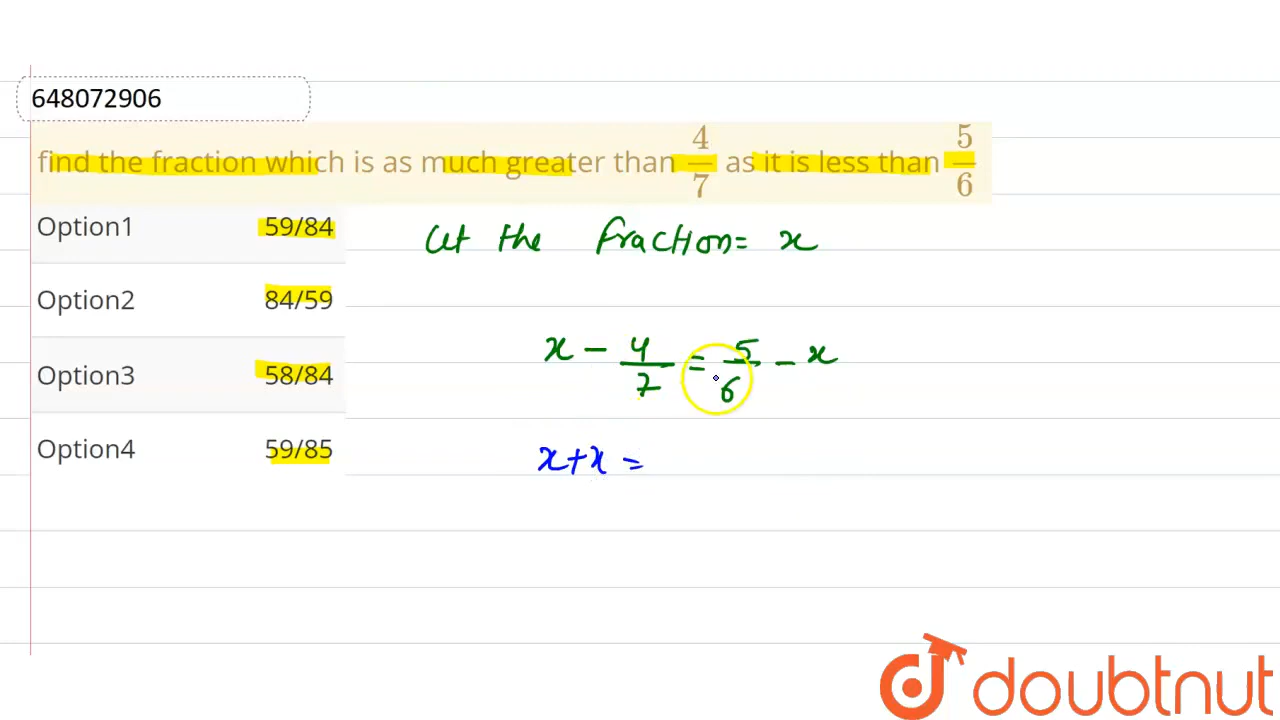 648072906
find the fraction which is as much greater than 4/7 as it is less than 5/6
Option1 59/84
Let the fraction = x
Option2 84/59
x - 4/7 = 5/6 - x
Option3 58/84
Option4 59/85
x+x =
doubtnut